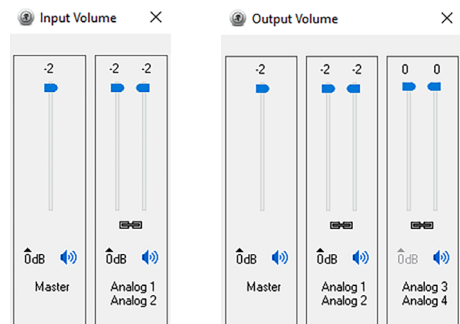 Input Volume
-2
-2 -2
0dB
0dB
Master
Analog 1
Analog 2
Output Volume
-2
-2 -2
0 0
0dB
0dB
0dB
Master
Analog 1
Analog 2
Analog 3
Analog 4